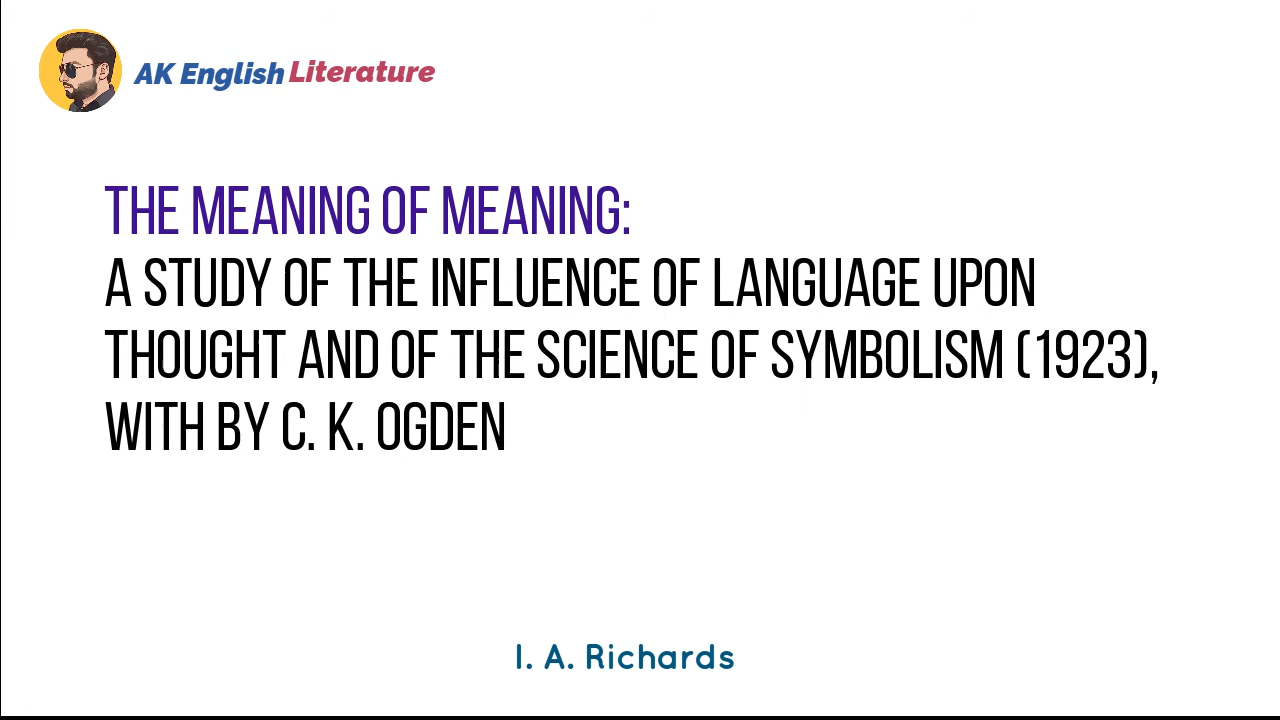 AK English Literature
THE MEANING OF MEANING:
A STUDY OF THE INFLUENCE OF LANGUAGE UPON
THOUGHT AND OF THE SCIENCE OF SYMBOLISM (1923),
WITH BY C. K. OGDEN
I. A. Richards